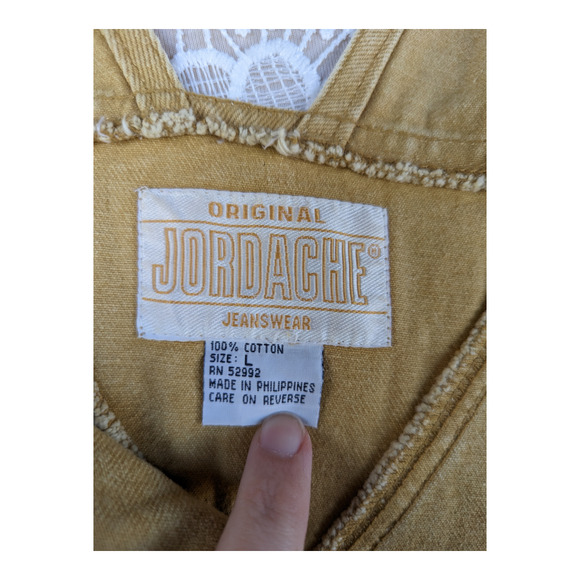 ORIGINAL
JORDACHE®
JEANSWEAR
100% COTTON
SIZE: L
RN 52992
MADE IN PHILIPPINES
CARE ON REVERSE